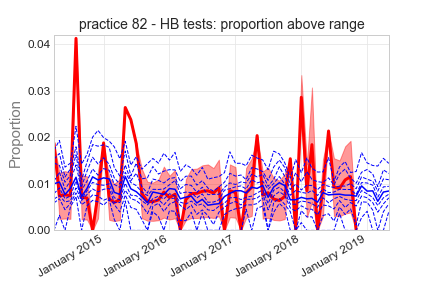 practice 82 - HB tests: proportion above range
Proportion
0.04
0.03
0.02
0.01
0.00
January 2015
January 2016
January 2017
January 2018
January 2019